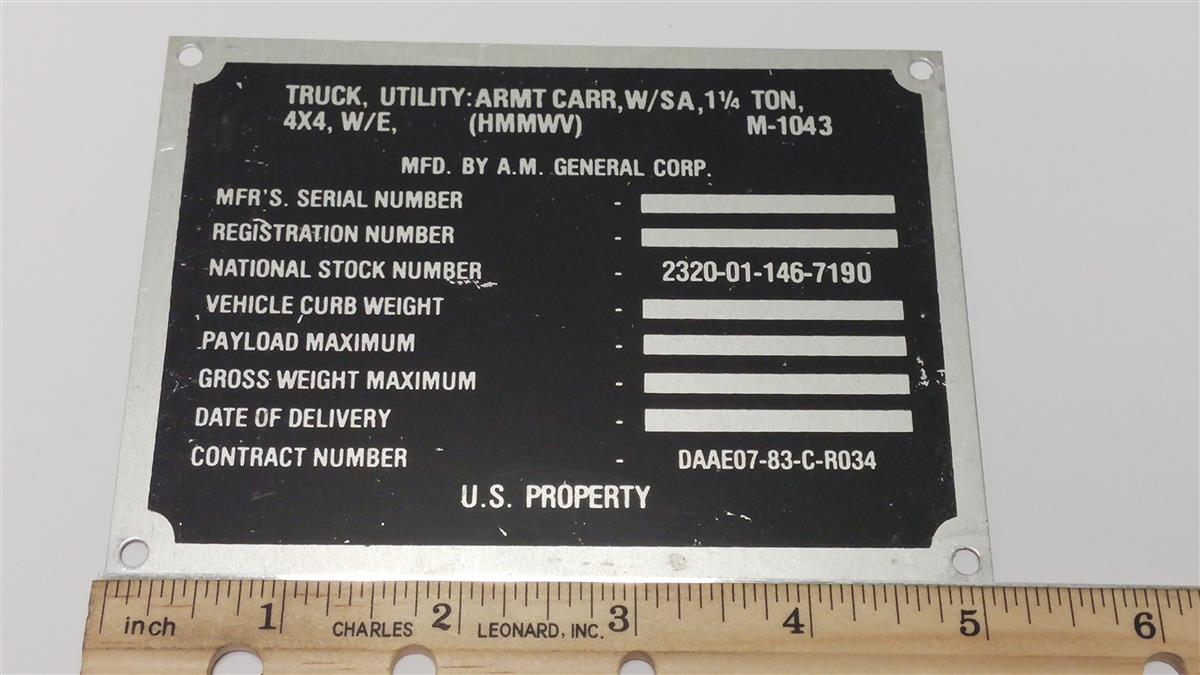 TRUCK, UTILITY: ARMT CARR, W/SA, 1¼ TON,
4X4, W/E, (HMMWV) M-1043
MFD. BY A.M. GENERAL CORP.
MFR'S. SERIAL NUMBER -
REGISTRATION NUMBER -
NATIONAL STOCK NUMBER - 2320-01-146-7190
VEHICLE CURB WEIGHT -
PAYLOAD MAXIMUM -
GROSS WEIGHT MAXIMUM -
DATE OF DELIVERY -
CONTRACT NUMBER - DAAE07-83-C-R034
U.S. PROPERTY
inch 1 CHARLES 2 LEONARD, INC. 3 4 5 6